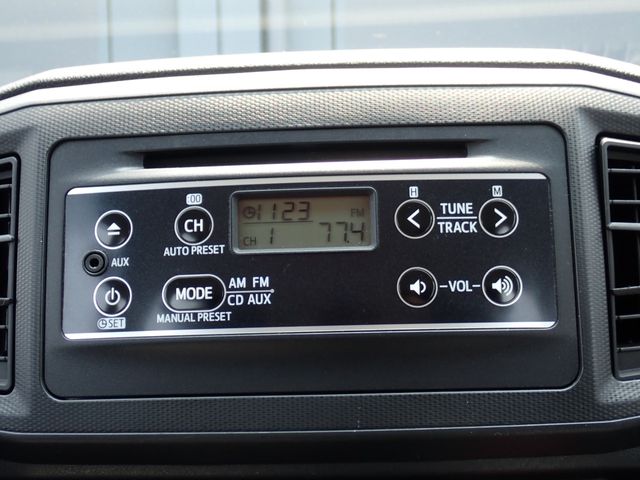 :00
CH
AUTO PRESET
1123 FM
CH 1 77.4
H
M
TUNE
TRACK
AUX
MODE
AM FM
CD AUX
MANUAL PRESET
SET
VOL